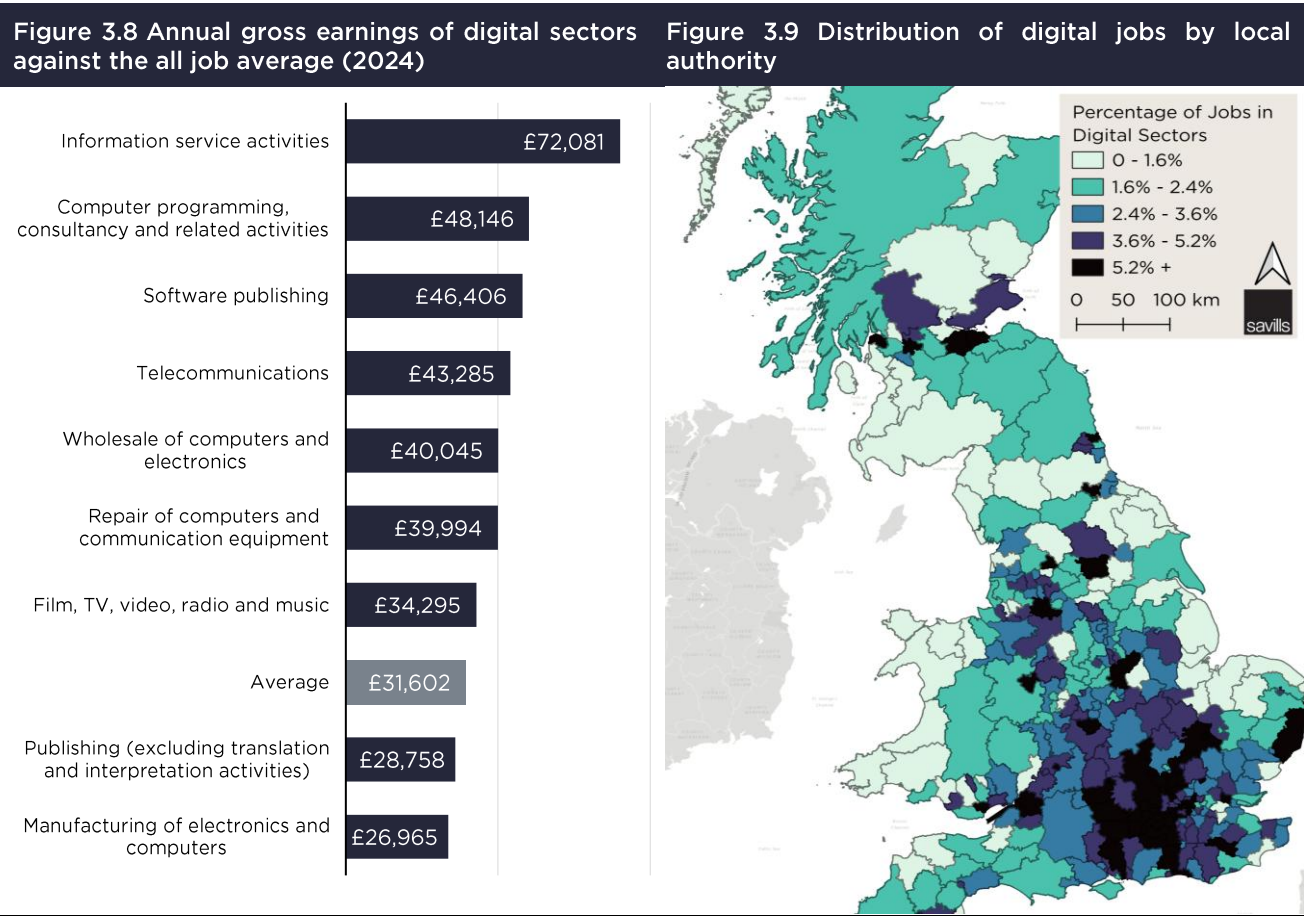 Figure 3.8 Annual gross earnings of digital sectors
against the all job average (2024)
Information service activities
£72,081
Computer programming,
consultancy and related activities
£48,146
Software publishing
£46,406
Telecommunications
£43,285
Wholesale of computers and
electronics
£40,045
Repair of computers and
communication equipment
£39,994
Film, TV, video, radio and music
£34,295
Average
£31,602
Publishing (excluding translation
and interpretation activities)
£28,758
Manufacturing of electronics and
computers
£26,965
Figure 3.9 Distribution of digital jobs by local
authority
Percentage of Jobs in
Digital Sectors
0 - 1.6%
1.6% - 2.4%
2.4% - 3.6%
3.6% - 5.2%
5.2% +
0 50 100 km
savills